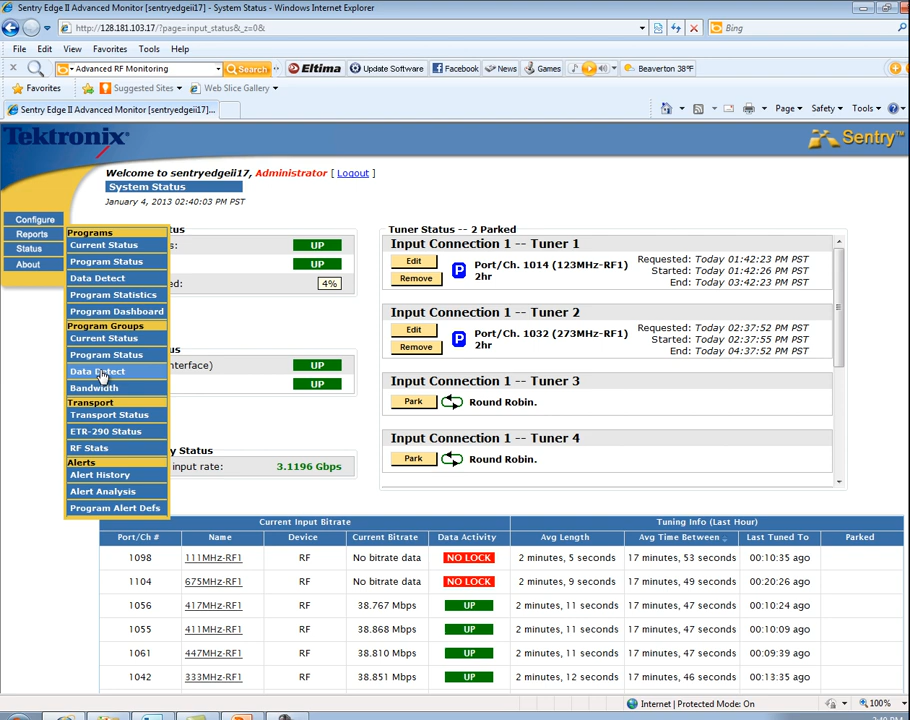 Sentry Edge II Advanced Monitor [sentryedgeii17] - System Status - Windows Internet Explorer
http://128.181.103.17/?page=input_status&_z=0&
Bing
File Edit View Favorites Tools Help
Advanced RF Monitoring Search Eltima Update Software Facebook News Games Beaverton 38°F
Favorites Suggested Sites Web Slice Gallery
Sentry Edge II Advanced Monitor [sentryedgeii17]...
Page Safety Tools
Tektronix
Sentry™
Welcome to sentryedgeii17, Administrator [ Logout ]
System Status
January 4, 2013 02:40:03 PM PST
Configure
Reports
Status
About
Programs
Current Status
Program Status
Data Detect
Program Statistics
Program Dashboard
Program Groups
Current Status
Program Status
Data Detect
Bandwidth
Transport
Transport Status
ETR-290 Status
RF Stats
Alerts
Alert History
Alert Analysis
Program Alert Defs
tatus
s: UP
UP
ed: 4%
us
nterface) UP
UP
y Status
input rate: 3.1196 Gbps
Tuner Status -- 2 Parked
Input Connection 1 -- Tuner 1
Edit
Remove
P
Port/Ch. 1014 (123MHz-RF1)
2hr
Requested: Today 01:42:23 PM PST
Started: Today 01:42:26 PM PST
End: Today 03:42:23 PM PST
Input Connection 1 -- Tuner 2
Edit
Remove
P
Port/Ch. 1032 (273MHz-RF1)
2hr
Requested: Today 02:37:52 PM PST
Started: Today 02:37:55 PM PST
End: Today 04:37:52 PM PST
Input Connection 1 -- Tuner 3
Park Round Robin.
Input Connection 1 -- Tuner 4
Park Round Robin.
Current Input Bitrate Tuning Info (Last Hour)
Port/Ch # Name Device Current Bitrate Data Activity Avg Length Avg Time Between Last Tuned To Parked
1098 111MHz-RF1 RF No bitrate data NO LOCK 2 minutes, 5 seconds 17 minutes, 53 seconds 00:10:35 ago
1104 675MHz-RF1 RF No bitrate data NO LOCK 2 minutes, 9 seconds 17 minutes, 49 seconds 00:20:26 ago
1056 417MHz-RF1 RF 38.767 Mbps UP 2 minutes, 11 seconds 17 minutes, 47 seconds 00:10:24 ago
1055 411MHz-RF1 RF 38.868 Mbps UP 2 minutes, 11 seconds 17 minutes, 47 seconds 00:10:09 ago
1061 447MHz-RF1 RF 38.810 Mbps UP 2 minutes, 11 seconds 17 minutes, 47 seconds 00:09:39 ago
1042 333MHz-RF1 RF 38.851 Mbps UP 2 minutes, 12 seconds 17 minutes, 46 seconds 00:13:35 ago
Internet | Protected Mode: On 100%